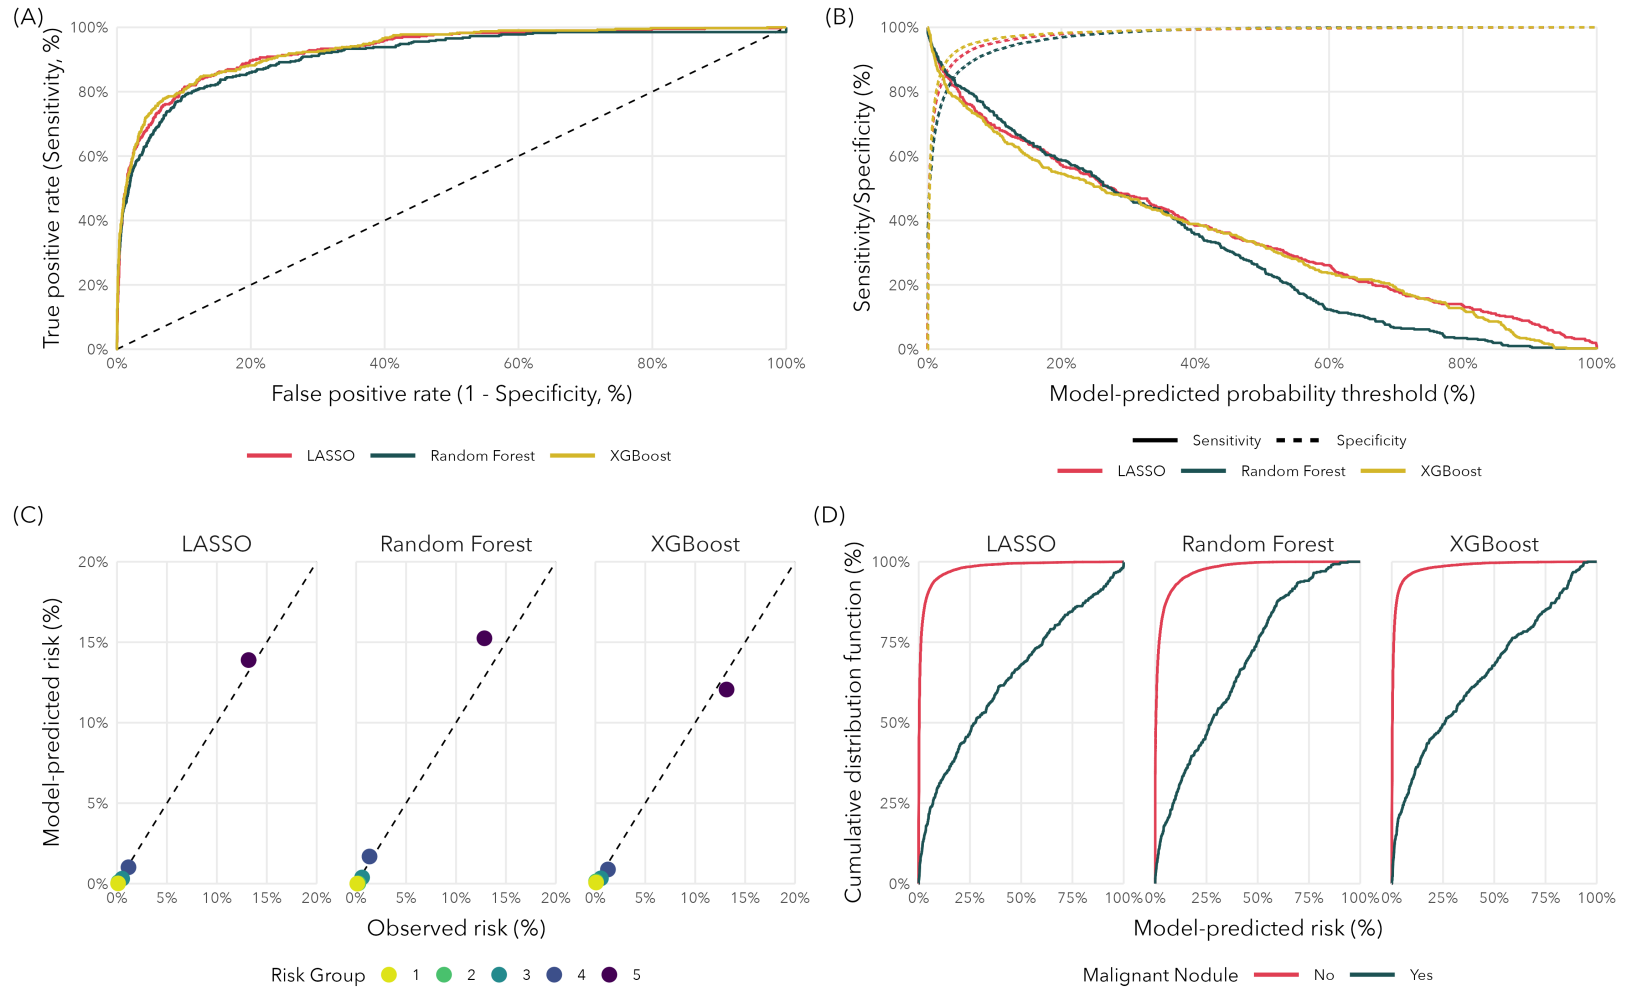 (A)
True positive rate (Sensitivity, %)
100%
80%
60%
40%
20%
0%
0% 20% 40% 60% 80% 100%
False positive rate (1 - Specificity, %)
LASSO Random Forest XGBoost
(B)
Sensitivity/Specificity (%)
100%
80%
60%
40%
20%
0%
0% 20% 40% 60% 80% 100%
Model-predicted probability threshold (%)
Sensitivity Specificity
LASSO Random Forest XGBoost
(C)
LASSO Random Forest XGBoost
Model-predicted risk (%)
20%
15%
10%
5%
0%
0% 5% 10% 15% 20% 0% 5% 10% 15% 20% 0% 5% 10% 15% 20%
Observed risk (%)
Risk Group 1 2 3 4 5
(D)
LASSO Random Forest XGBoost
Cumulative distribution function (%)
100%
75%
50%
25%
0%
0% 25% 50% 75% 100% 0% 25% 50% 75% 100% 0% 25% 50% 75% 100%
Model-predicted risk (%)
Malignant Nodule No Yes